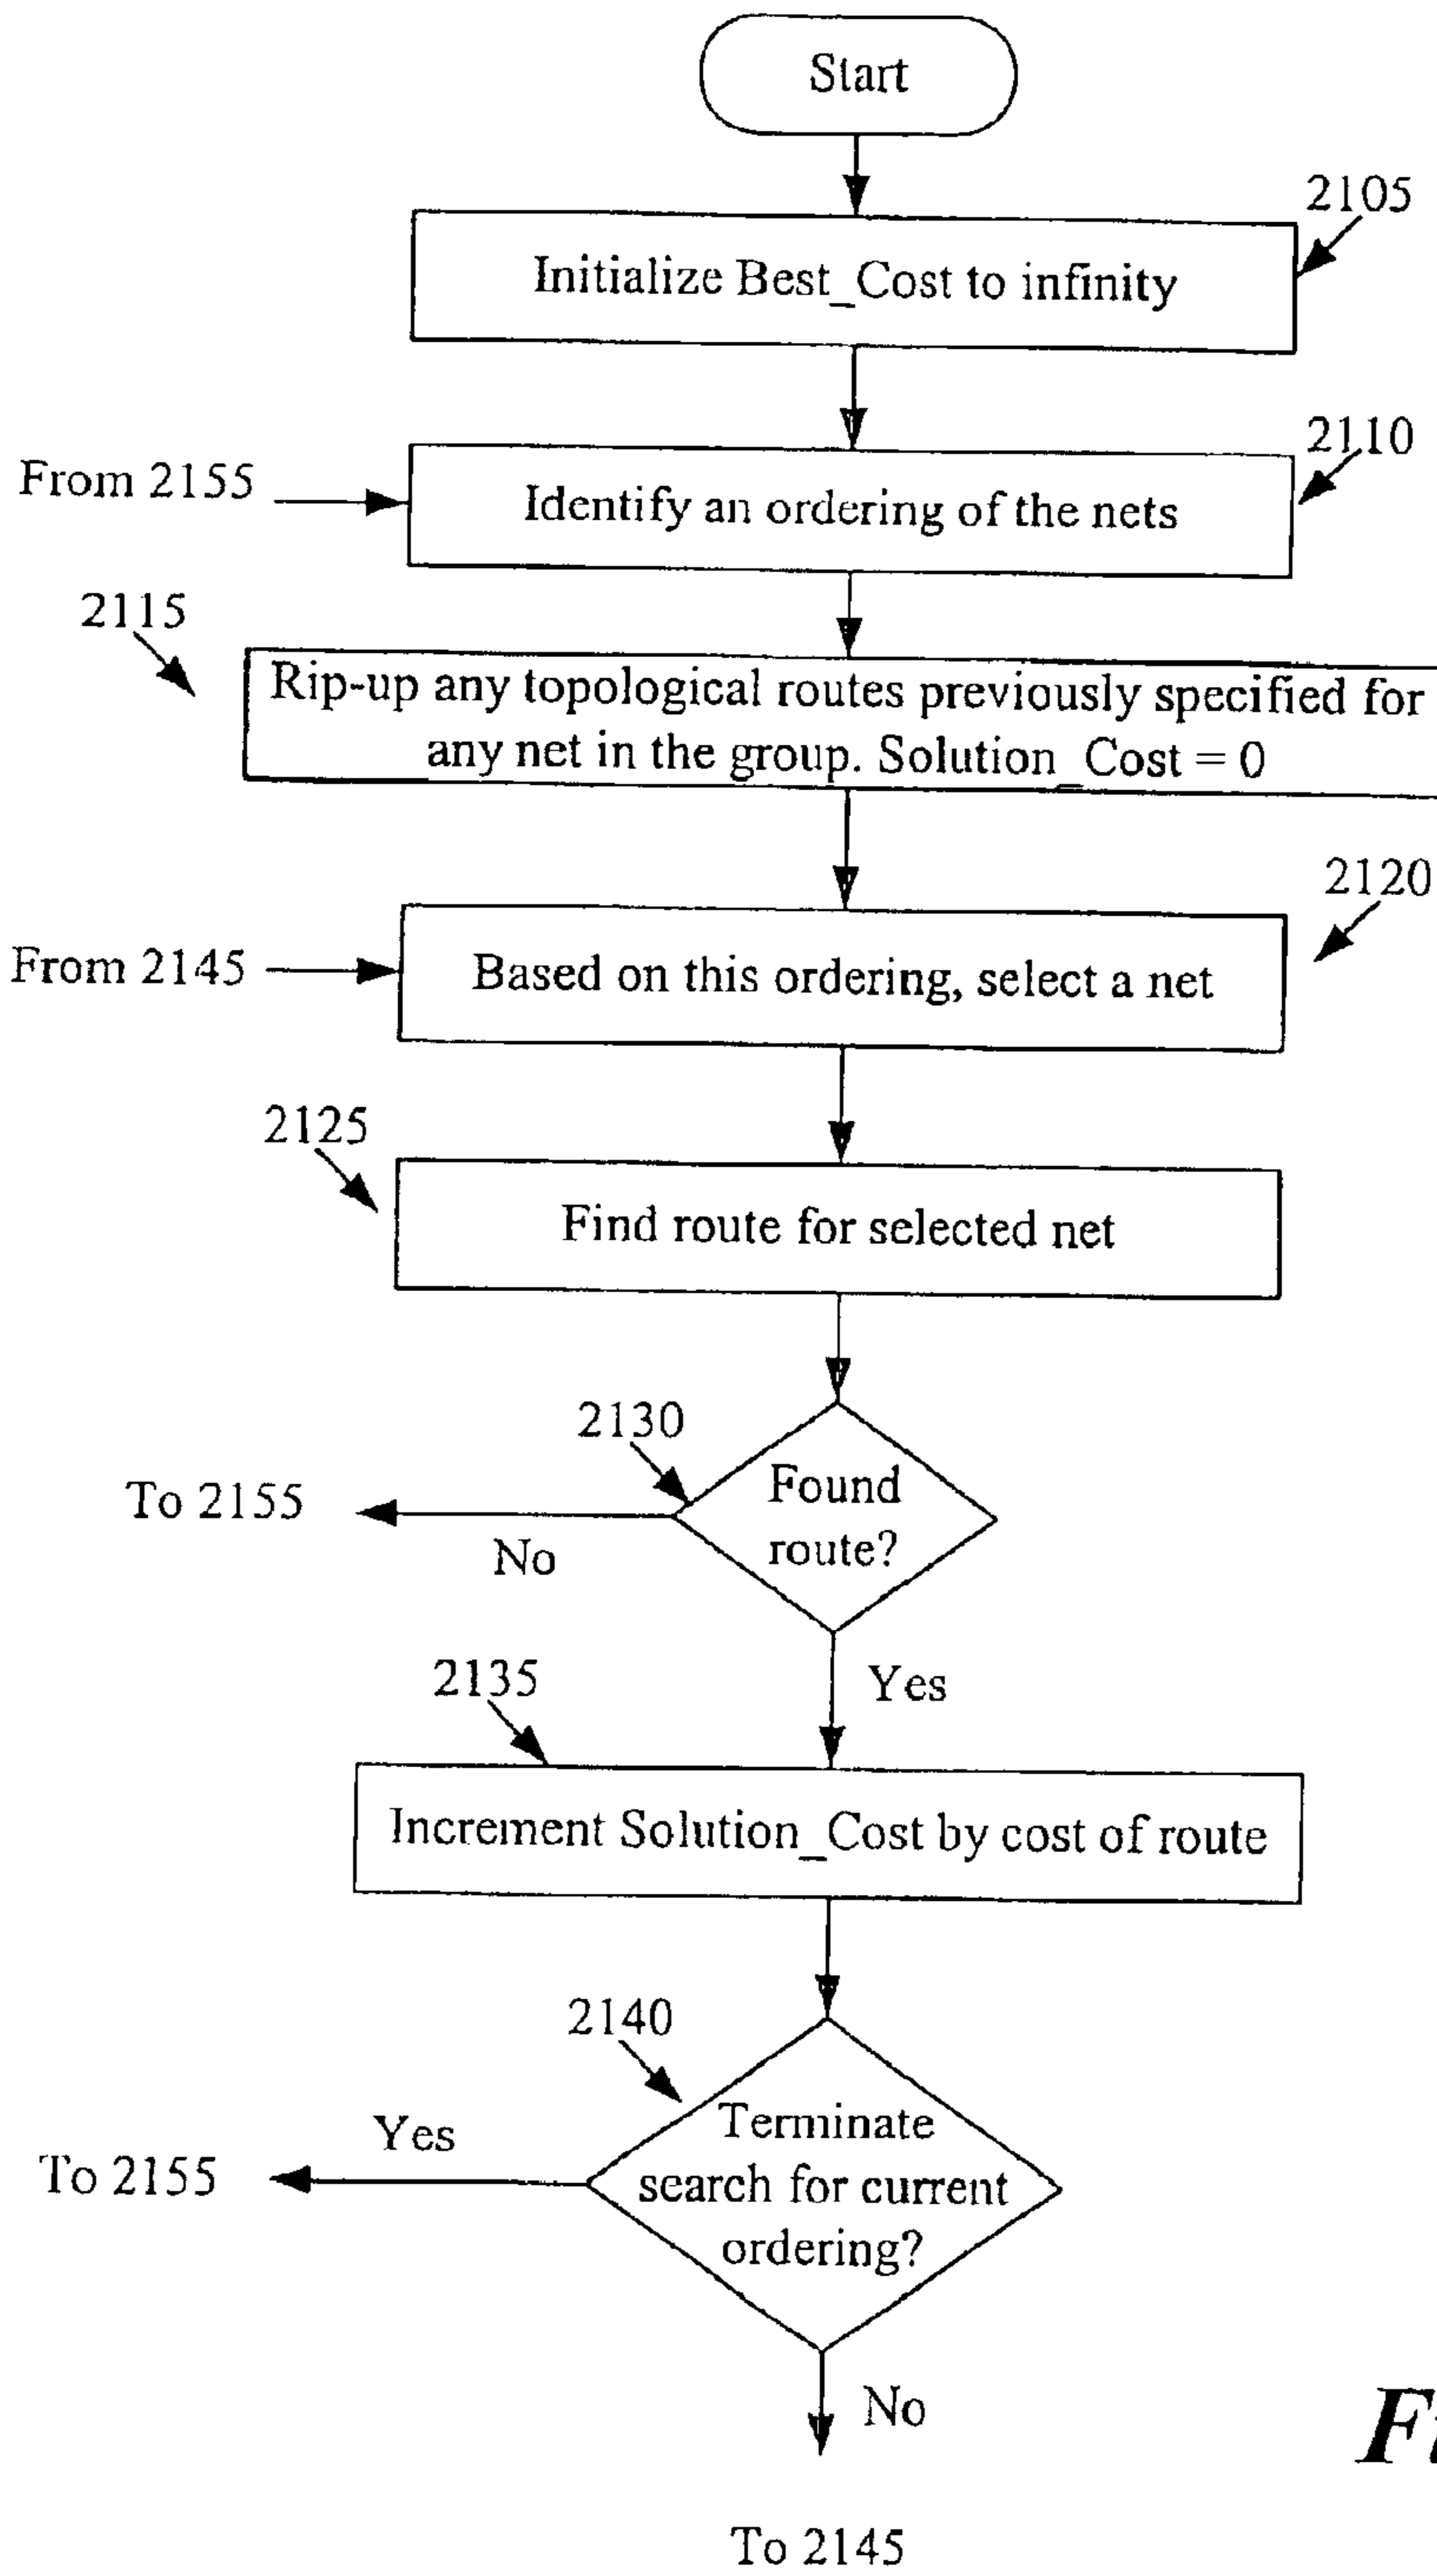 Start
2105
Initialize Best_Cost to infinity
2110
From 2155
Identify an ordering of the nets
2115
Rip-up any topological routes previously specified for
any net in the group. Solution_Cost = 0
2120
From 2145
Based on this ordering, select a net
2125
Find route for selected net
2130
Found
route?
To 2155
No
Yes
2135
Increment Solution_Cost by cost of route
2140
Terminate
search for current
ordering?
Yes
To 2155
No
To 2145